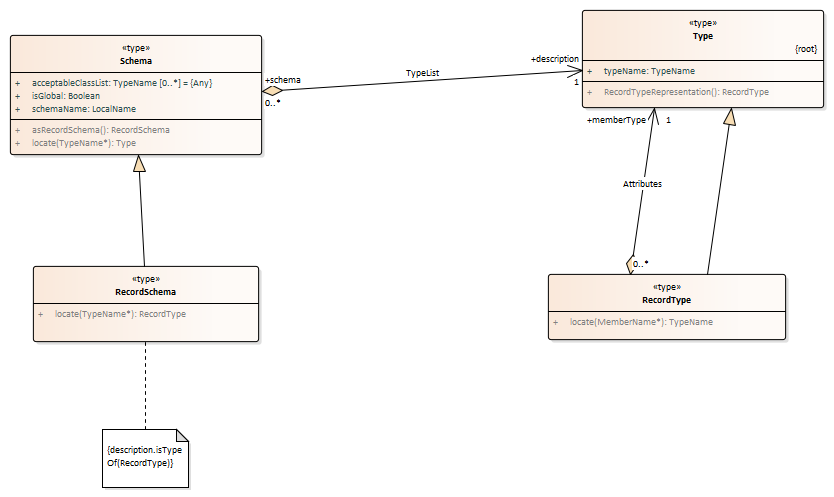 «type»
Schema
+ acceptableClassList: TypeName [0..*] = {Any}
+ isGlobal: Boolean
+ schemaName: LocalName
+ asRecordSchema(): RecordSchema
+ locate(TypeName*): Type
+schema
0..*
TypeList
+description
1
«type»
Type
{root}
+ typeName: TypeName
+ RecordTypeRepresentation(): RecordType
+memberType
1
Attributes
0..*
«type»
RecordSchema
+ locate(TypeName*): RecordType
«type»
RecordType
+ locate(MemberName*): TypeName
{description.isType
Of(RecordType)}